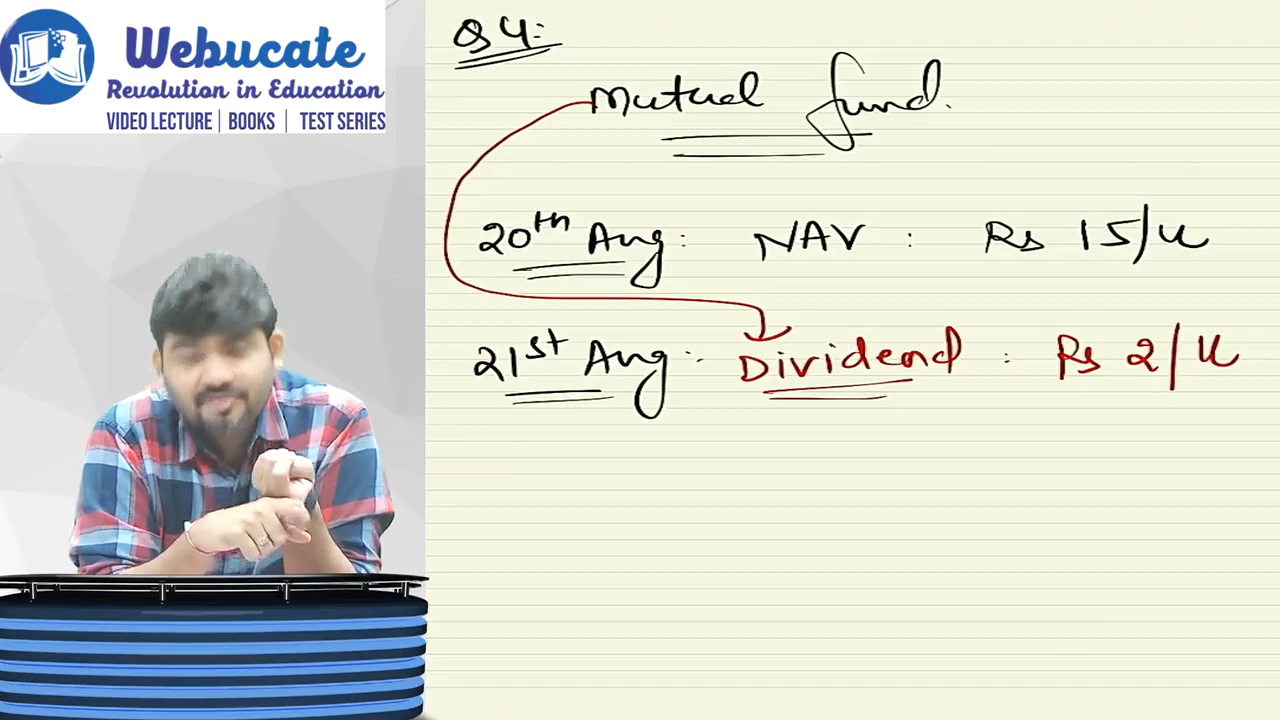 Webucate
Revolution in Education
VIDEO LECTURE | BOOKS | TEST SERIES
Q4:
Mutual fund.
20th Aug: NAV : Rs 15/u
21st Aug: Dividend : Rs 2/u